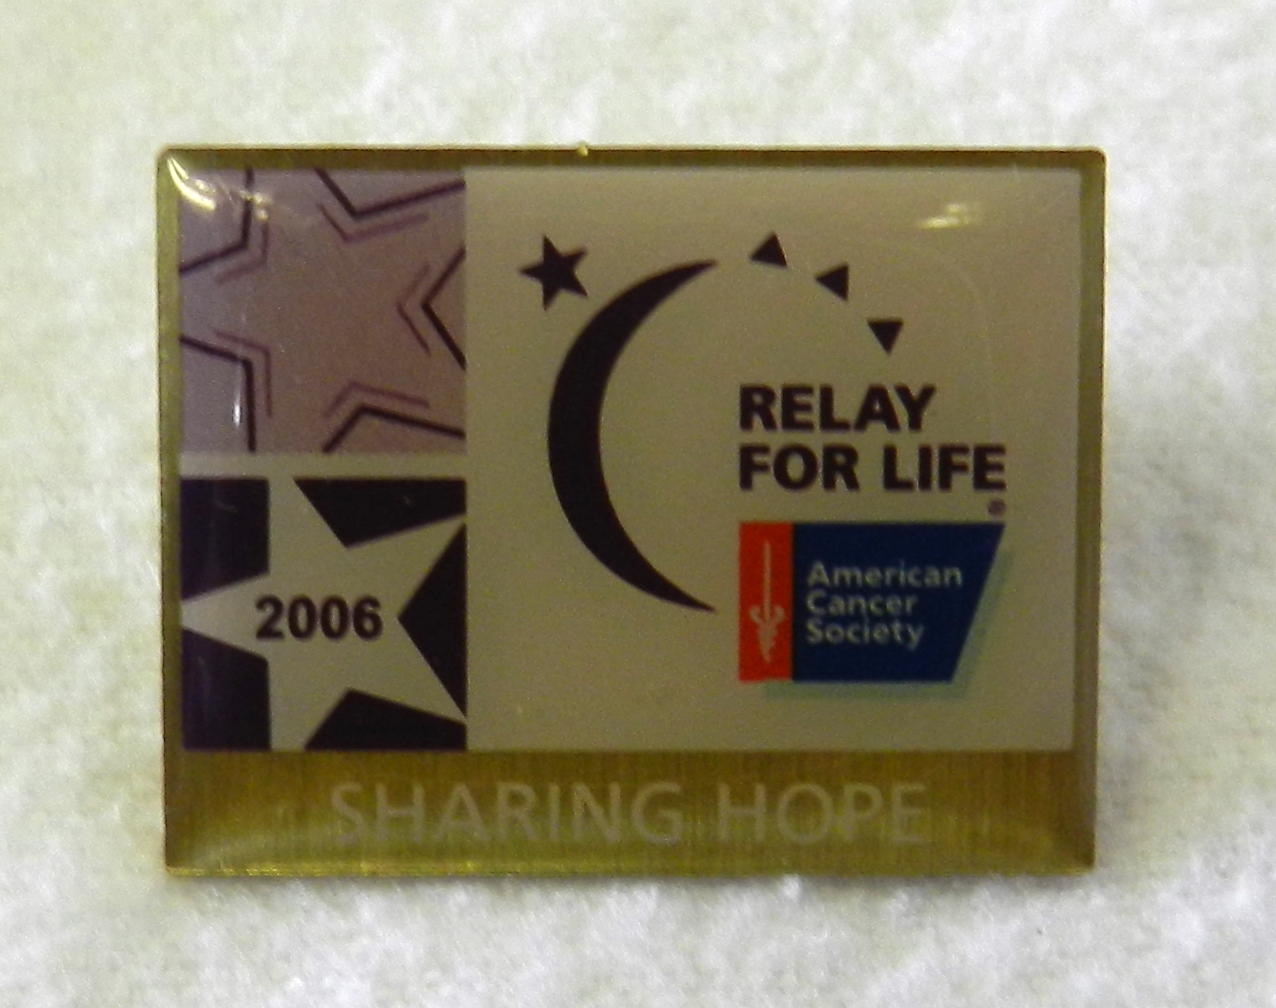 RELAY
FOR LIFE
®
American
Cancer
Society
2006
SHARING HOPE